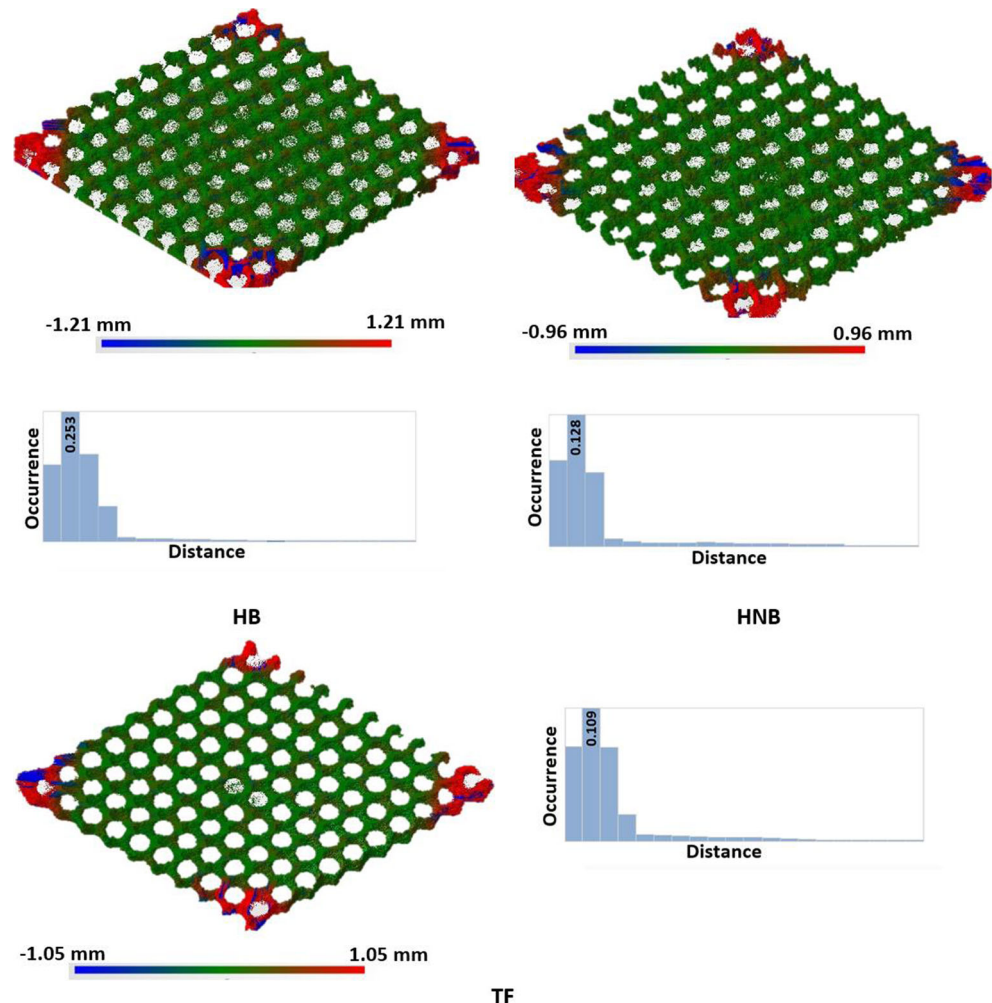 -1.21 mm 1.21 mm
-0.96 mm 0.96 mm
Occurrence
0.253
Distance
Occurrence
0.128
Distance
HB
HNB
Occurrence
0.109
Distance
-1.05 mm 1.05 mm
TF